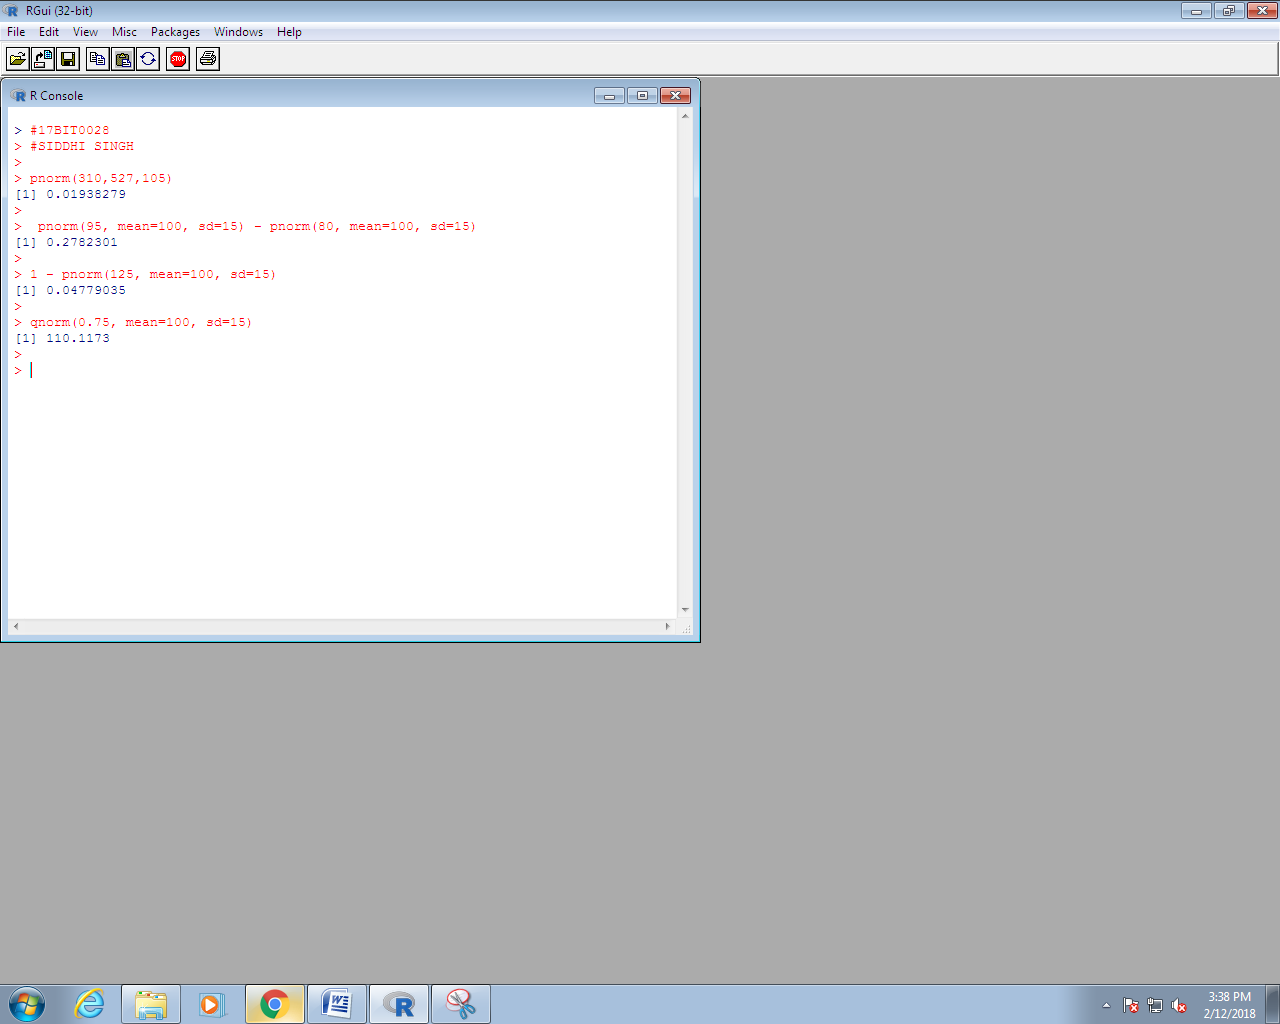 RGui (32-bit)
File Edit View Misc Packages Windows Help
STOP
R Console
> #17BIT0028
> #SIDDHI SINGH
>
> pnorm(310,527,105)
[1] 0.01938279
>
>  pnorm(95, mean=100, sd=15) - pnorm(80, mean=100, sd=15)
[1] 0.2782301
>
> 1 - pnorm(125, mean=100, sd=15)
[1] 0.04779035
>
> qnorm(0.75, mean=100, sd=15)
[1] 110.1173
>
>
3:38 PM
2/12/2018